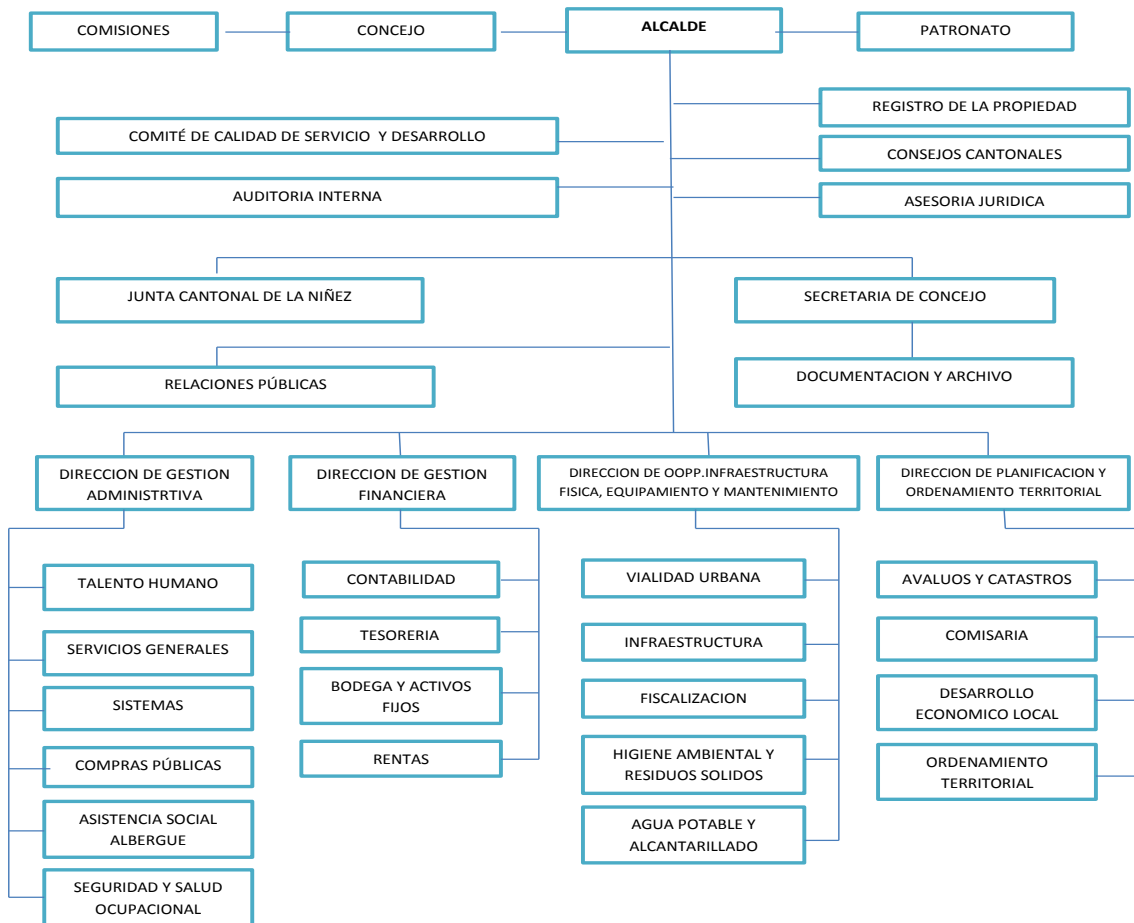 COMISIONES
CONCEJO
ALCALDE
PATRONATO
REGISTRO DE LA PROPIEDAD
COMITÉ DE CALIDAD DE SERVICIO Y DESARROLLO
CONSEJOS CANTONALES
AUDITORIA INTERNA
ASESORIA JURIDICA
JUNTA CANTONAL DE LA NIÑEZ
SECRETARIA DE CONCEJO
RELACIONES PÚBLICAS
DOCUMENTACION Y ARCHIVO
DIRECCION DE GESTION
ADMINISTRTIVA
DIRECCION DE GESTION
FINANCIERA
DIRECCION DE OOPP.INFRAESTRUCTURA
FISICA, EQUIPAMIENTO Y MANTENIMIENTO
DIRECCION DE PLANIFICACION Y
ORDENAMIENTO TERRITORIAL
TALENTO HUMANO
SERVICIOS GENERALES
SISTEMAS
COMPRAS PÚBLICAS
ASISTENCIA SOCIAL
ALBERGUE
SEGURIDAD Y SALUD
OCUPACIONAL
CONTABILIDAD
TESORERIA
BODEGA Y ACTIVOS
FIJOS
RENTAS
VIALIDAD URBANA
INFRAESTRUCTURA
FISCALIZACION
HIGIENE AMBIENTAL Y
RESIDUOS SOLIDOS
AGUA POTABLE Y
ALCANTARILLADO
AVALUOS Y CATASTROS
COMISARIA
DESARROLLO
ECONOMICO LOCAL
ORDENAMIENTO
TERRITORIAL